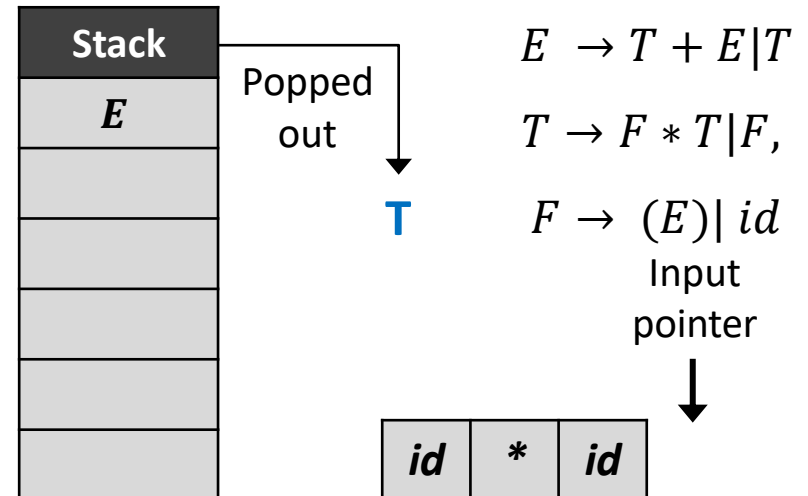 Stack
E
Popped
out
T
E → T + E|T
T → F * T|F,
F → (E)| id
Input
pointer
id * id